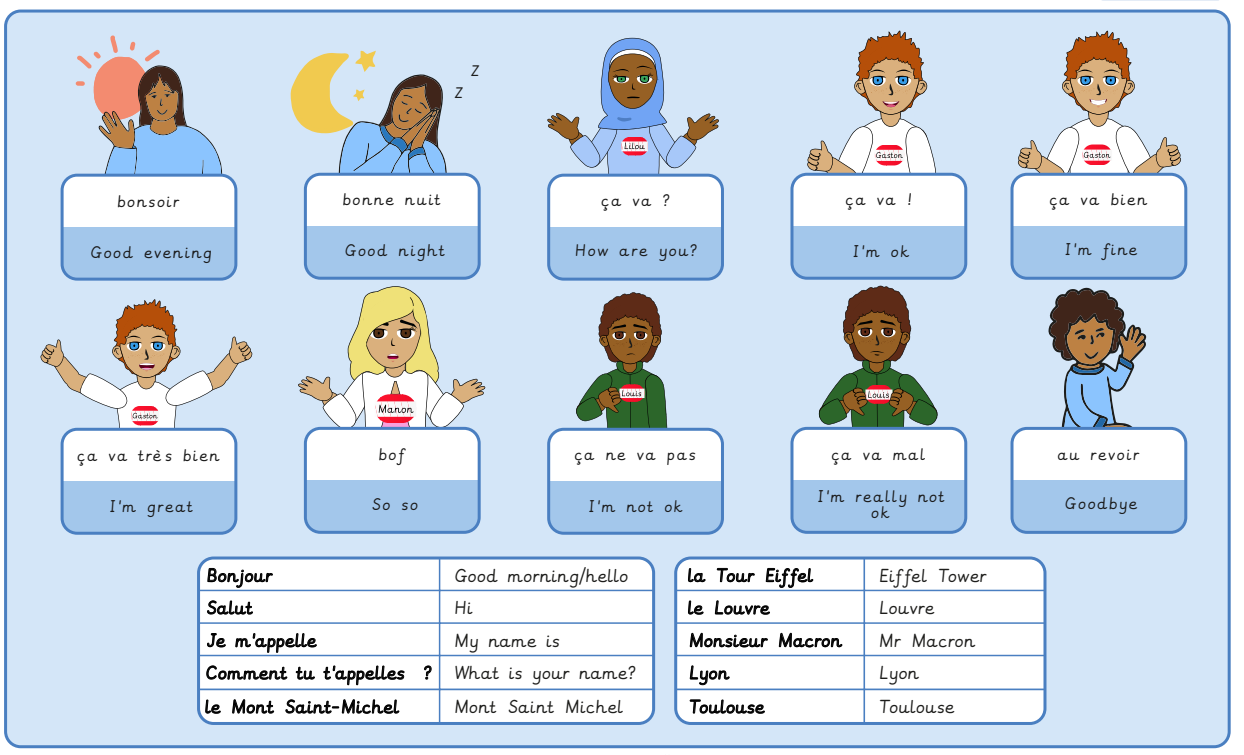 Z
Z
Lilou
Gaston
Gaston
bonsoir
Good evening
bonne nuit
Good night
ça va ?
How are you?
ça va !
I'm ok
ça va bien
I'm fine
Gaston
Manon
Louis
Louis
ça va très bien
I'm great
bof
So so
ça ne va pas
I'm not ok
ça va mal
I'm really not
ok
au revoir
Goodbye
Bonjour Good morning/hello
Salut Hi
Je m'appelle My name is
Comment tu t'appelles ? What is your name?
le Mont Saint-Michel Mont Saint Michel
la Tour Eiffel Eiffel Tower
le Louvre Louvre
Monsieur Macron Mr Macron
Lyon Lyon
Toulouse Toulouse